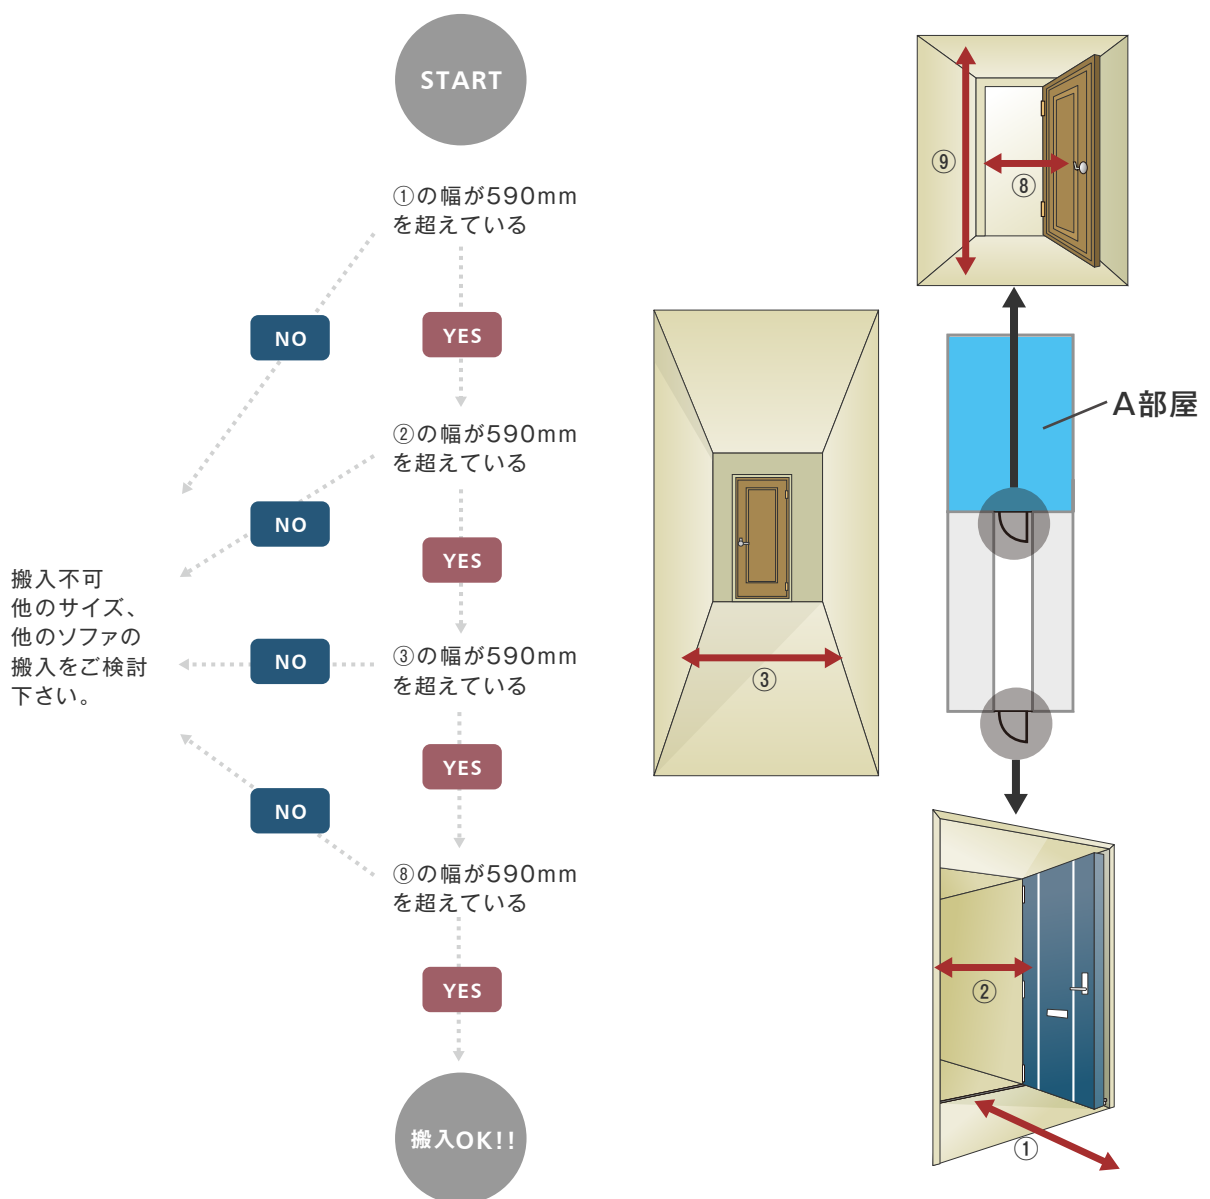 START
①の幅が590mm
を超えている
NO
YES
②の幅が590mm
を超えている
NO
YES
③の幅が590mm
を超えている
NO
YES
⑧の幅が590mm
を超えている
NO
YES
搬入OK!!
搬入不可
他のサイズ、
他のソファの
搬入をご検討
下さい。
③
⑨
⑧
A部屋
②
①